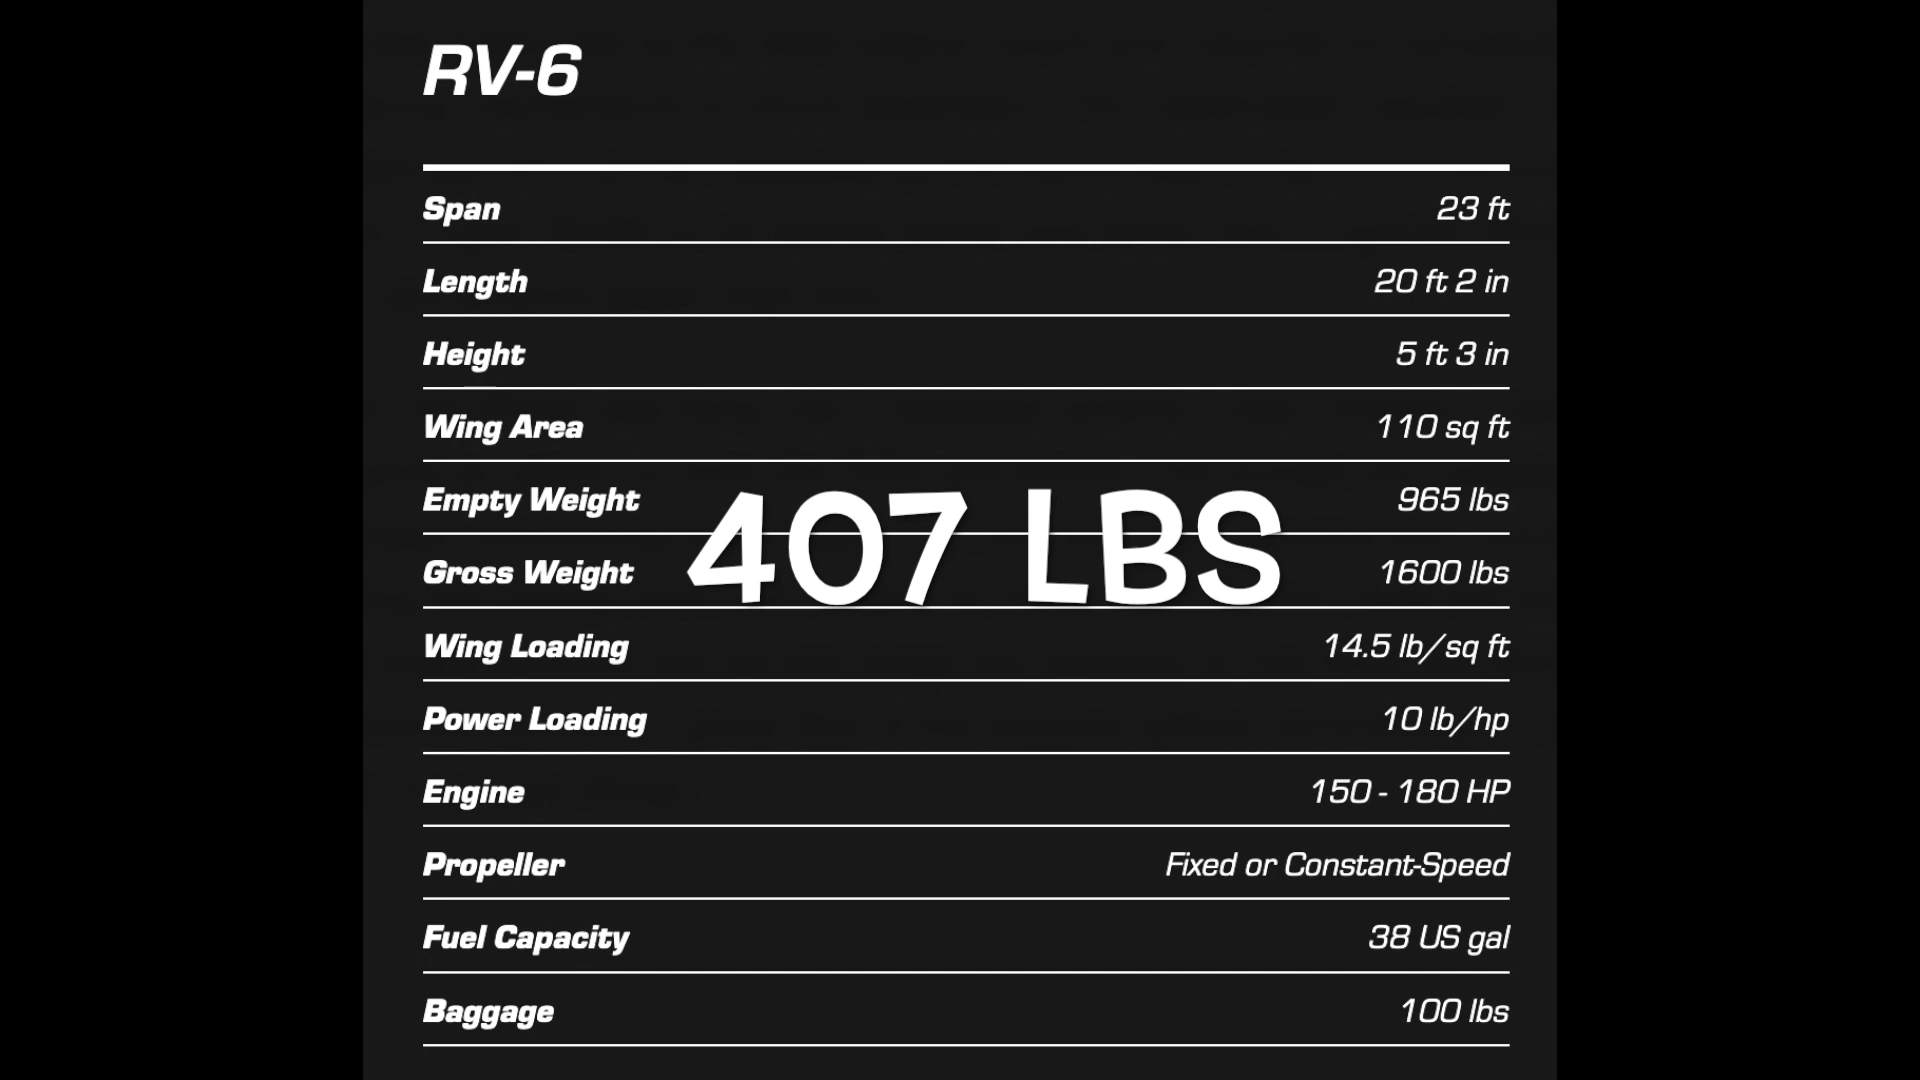 RV-6
Span 23 ft
Length 20 ft 2 in
Height 5 ft 3 in
Wing Area 110 sq ft
Empty Weight 965 lbs
407 LBS
Gross Weight 1600 lbs
Wing Loading 14.5 lb/sq ft
Power Loading 10 lb/hp
Engine 150 - 180 HP
Propeller Fixed or Constant-Speed
Fuel Capacity 38 US gal
Baggage 100 lbs